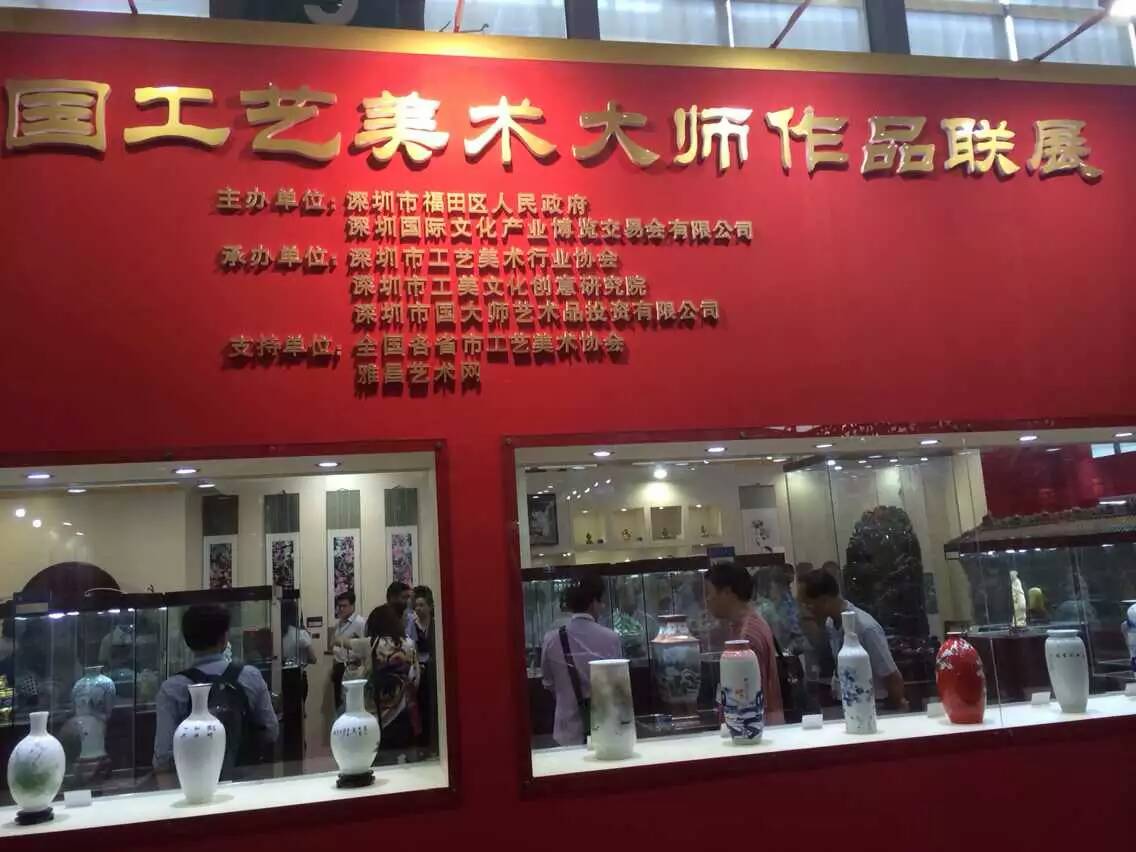 国工艺美术大师作品联展
主办单位：深圳市福田区人民政府
深圳国际文化产业博览交易会有限公司
承办单位：深圳市工艺美术行业协会
深圳市工美文化创意研究院
深圳市国大师艺术品投资有限公司
支持单位：全国各省市工艺美术协会
雅昌艺术网